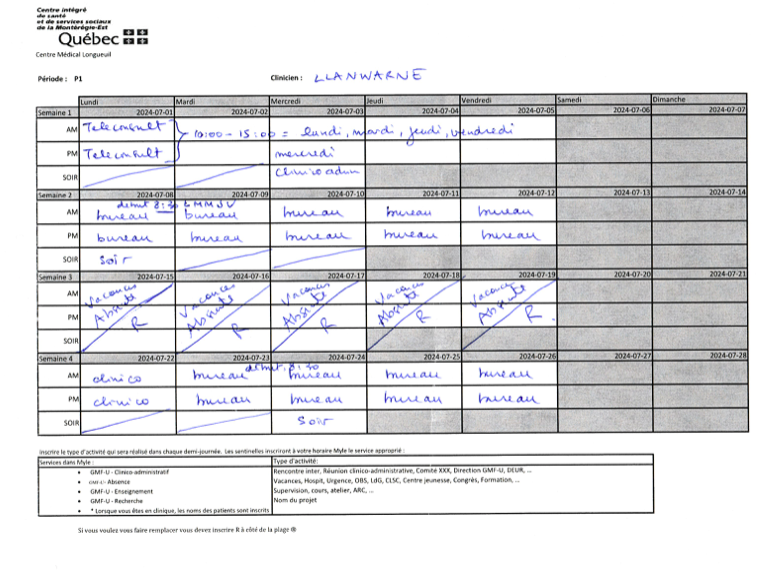 Centre intégré
de santé
et de services sociaux
de la Montérégie-Est
Québec
Centre Médical Longueuil
Période : P1 Clinicien : LLANWARNE
Lundi Mardi Mercredi Jeudi Vendredi Samedi Dimanche
Semaine 1 2024-07-01 2024-07-02 2024-07-03 2024-07-04 2024-07-05 2024-07-06 2024-07-07
AM Teleconsult 10:00 - 15:00 = lundi, mardi, jeudi, vendredi
PM Teleconsult mercredi
SOIR Clinico adm
Semaine 2 2024-07-08 2024-07-09 2024-07-10 2024-07-11 2024-07-12 2024-07-13 2024-07-14
début 8:30 LMMJV
AM bureau bureau bureau bureau bureau
PM bureau bureau bureau bureau bureau
SOIR Soir
Semaine 3 2024-07-15 2024-07-16 2024-07-17 2024-07-18 2024-07-19 2024-07-20 2024-07-21
AM Vacances Vacances Vacances Vacances Vacances
PM Absente R Absente R Absente R Absente R Absente R
SOIR
Semaine 4 2024-07-22 2024-07-23 2024-07-24 2024-07-25 2024-07-26 2024-07-27 2024-07-28
début 8:30
AM clinico bureau bureau bureau bureau
PM clinico bureau bureau bureau bureau
SOIR Soir
Inscrire le type d'activité qui sera réalisé dans chaque demi-journée. Les sentinelles inscriront à votre horaire Myle le service approprié :
Services dans Myle : Type d'activité:
• GMF-U - Clinico-administratif Rencontre inter, Réunion clinico-administrative, Comité XXX, Direction GMF-U, DEUR, ...
• GMF-U - Absence Vacances, Hospit, Urgence, OBS, LdG, CLSC, Centre jeunesse, Congrès, Formation, ...
• GMF-U - Enseignement Supervision, cours, atelier, ARC, ...
• GMF-U - Recherche Nom du projet
• * Lorsque vous êtes en clinique, les noms des patients sont inscrits
Si vous voulez vous faire remplacer vous devez inscrire R à côté de la plage